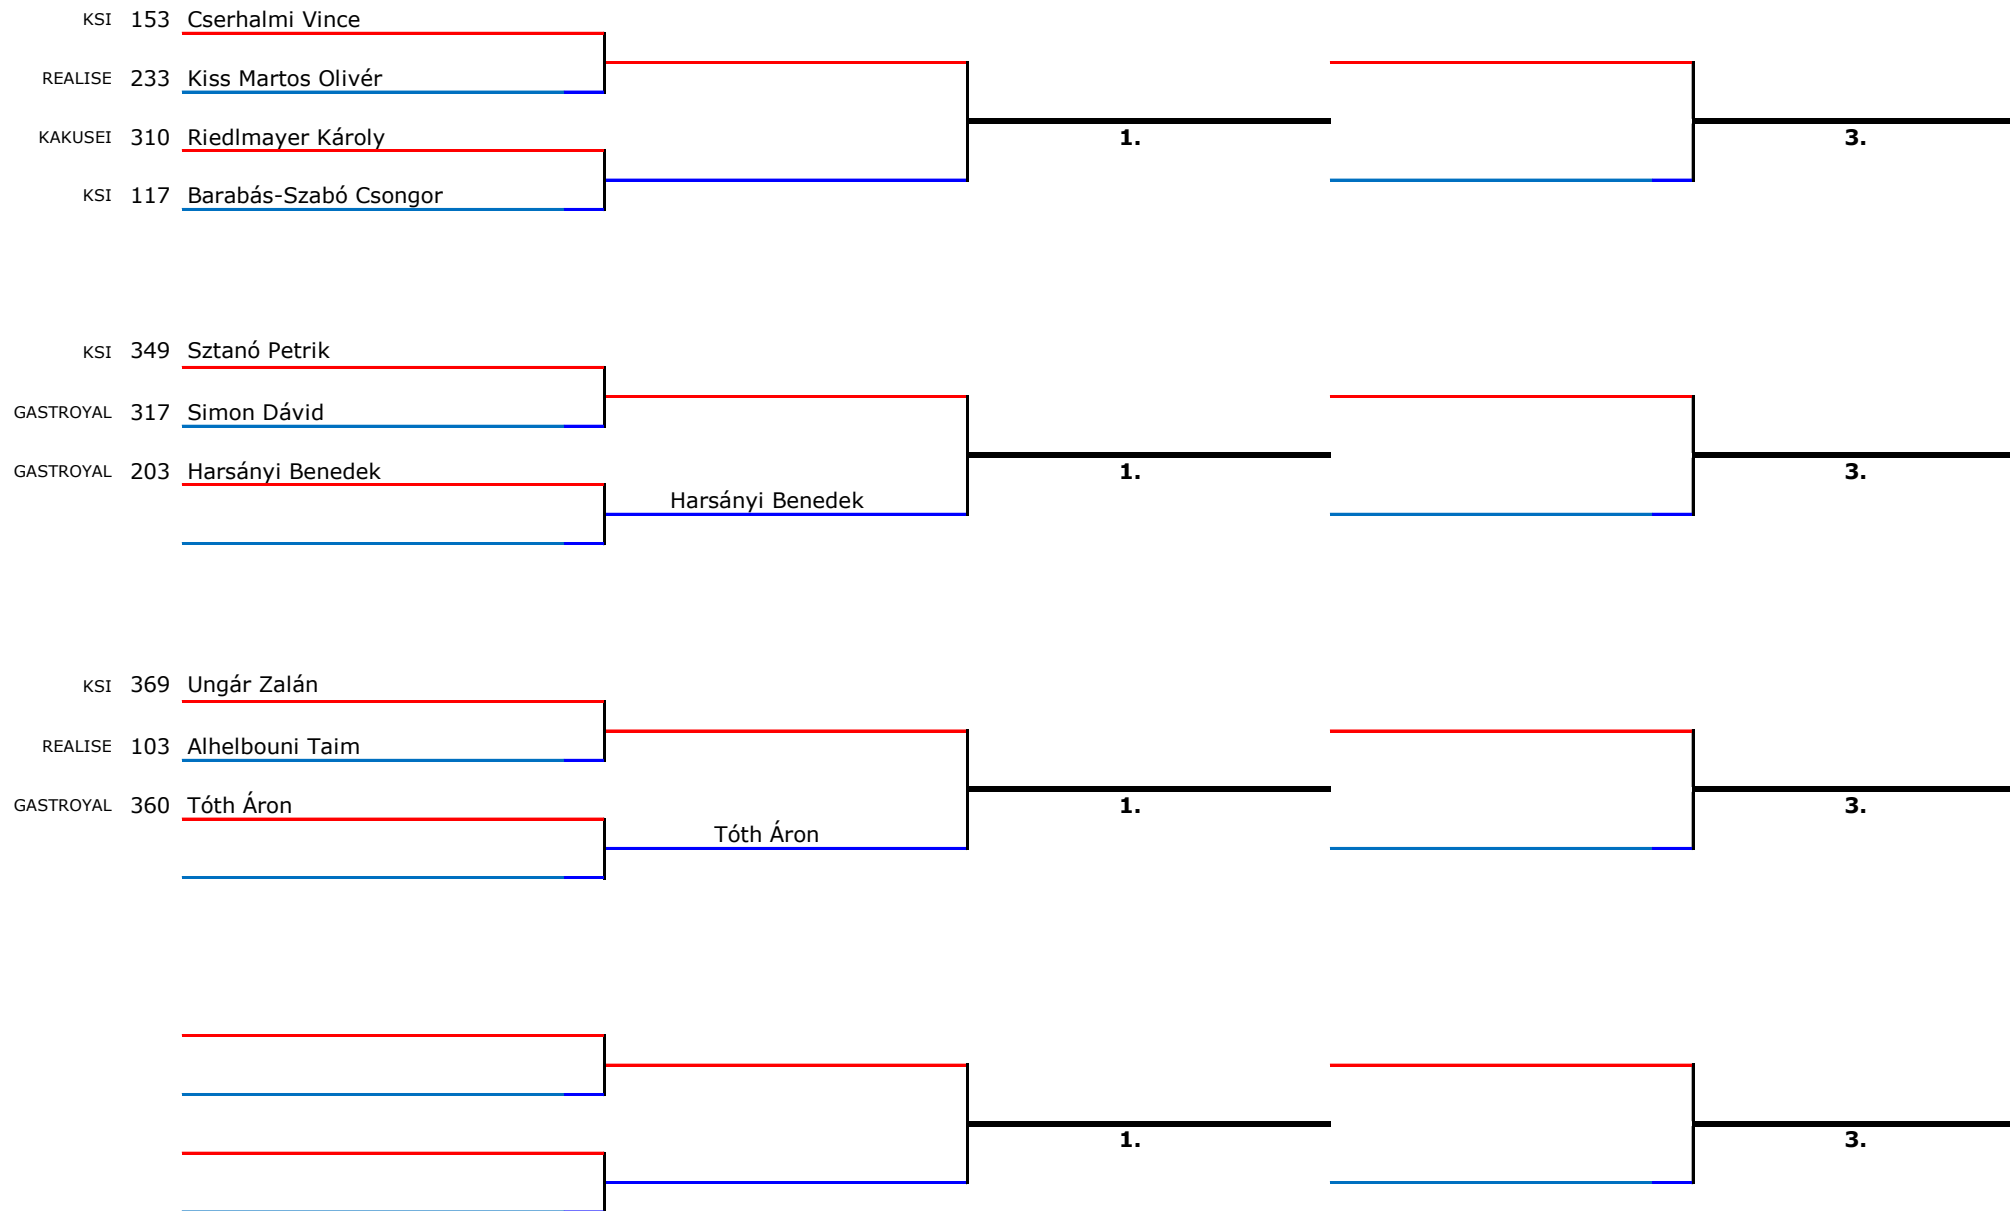 KSI 153 Cserhalmi Vince
REALISE 233 Kiss Martos Olivér
KAKUSEI 310 Riedlmayer Károly 1. 3.
KSI 117 Barabás-Szabó Csongor
KSI 349 Sztanó Petrik
GASTROYAL 317 Simon Dávid
GASTROYAL 203 Harsányi Benedek 1. 3.
Harsányi Benedek
KSI 369 Ungár Zalán
REALISE 103 Alhelbouni Taim
GASTROYAL 360 Tóth Áron 1. 3.
Tóth Áron
1. 3.